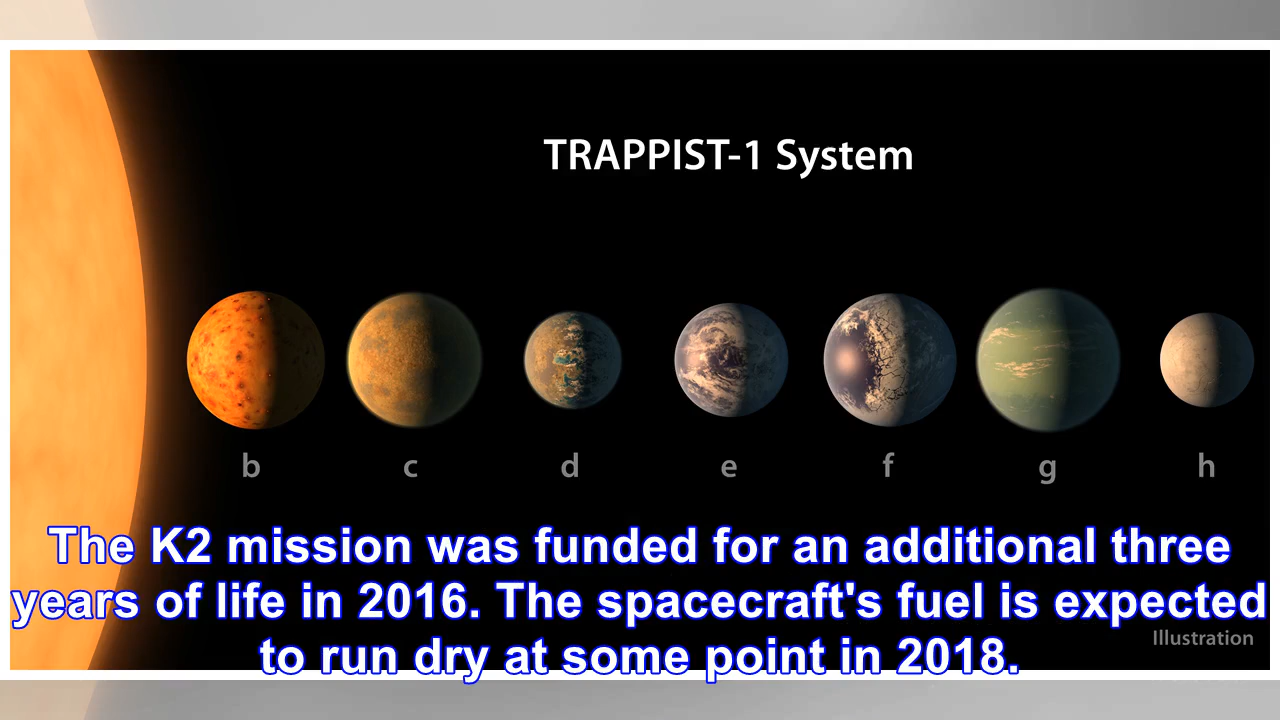 TRAPPIST-1 System
b c d e f g h
The K2 mission was funded for an additional three
years of life in 2016. The spacecraft's fuel is expected
Illustration
to run dry at some point in 2018.